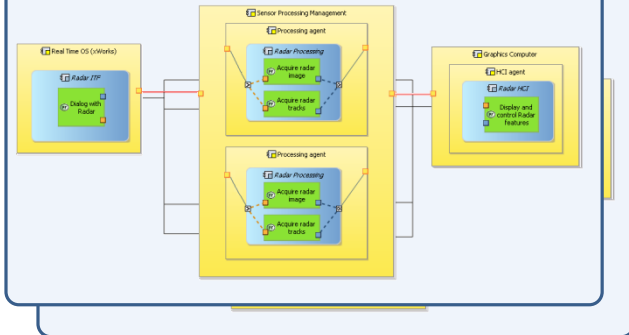 Sensor Processing Management
Processing agent
Real Time OS (xWorks)
Radar ITF
Dialog with
Radar
Radar Processing
Acquire radar
image
Acquire radar
tracks
Graphics Computer
HCI agent
Radar HCI
Display and
control Radar
features
Processing agent
Radar Processing
Acquire radar
image
Acquire radar
tracks